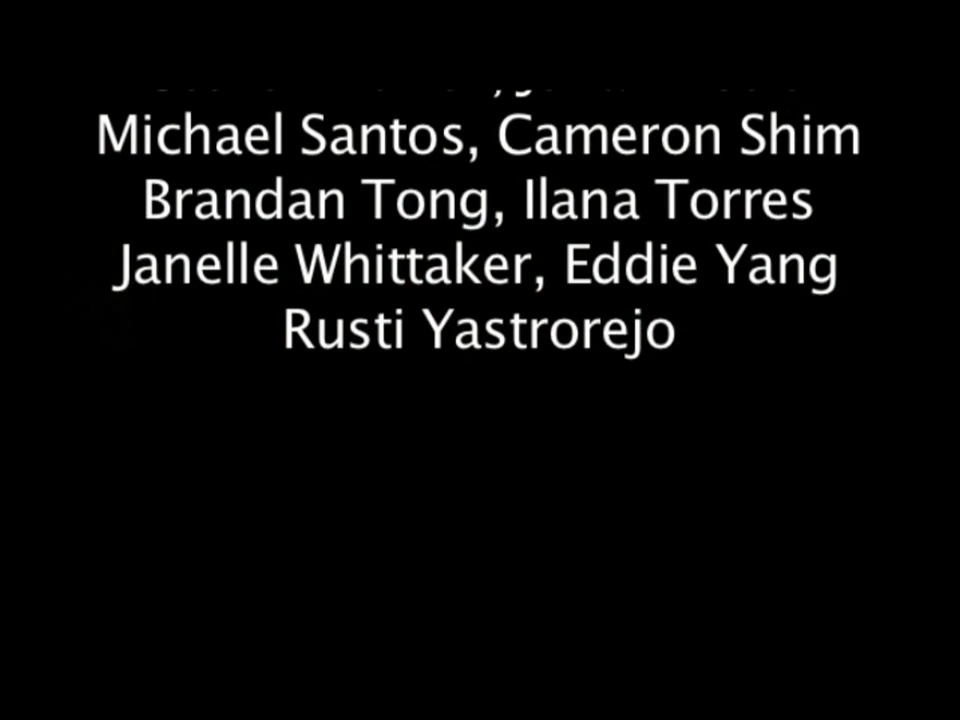 Michael Santos, Cameron Shim
Brandan Tong, Ilana Torres
Janelle Whittaker, Eddie Yang
Rusti Yastrorejo